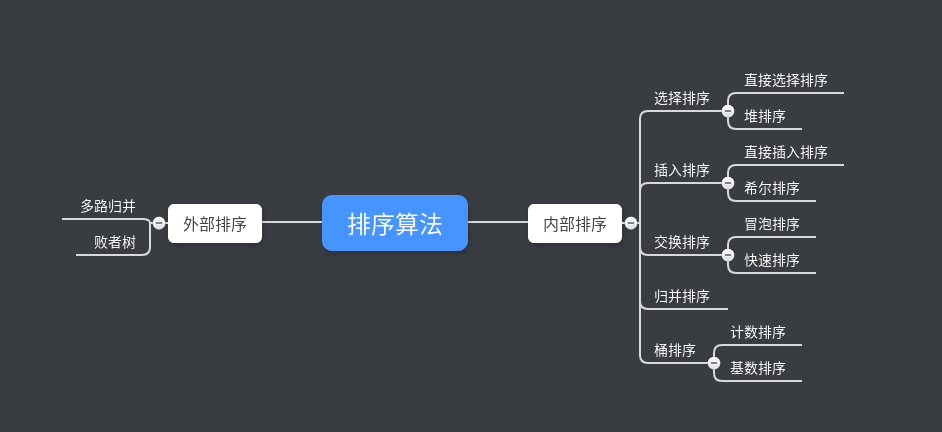 排序算法
外部排序
多路归并
败者树
内部排序
选择排序
直接选择排序
堆排序
插入排序
直接插入排序
希尔排序
交换排序
冒泡排序
快速排序
归并排序
桶排序
计数排序
基数排序